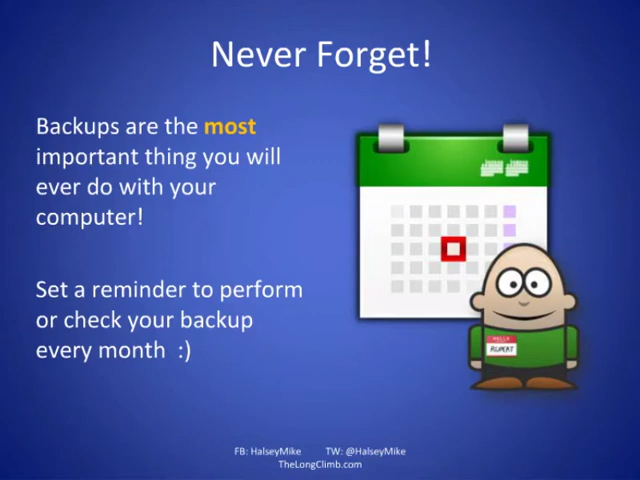 Never Forget!
Backups are the most
important thing you will
ever do with your
computer!
Set a reminder to perform
or check your backup
every month :)
HELLO
RUPERT
FB: HalseyMike TW: @HalseyMike
TheLongClimb.com